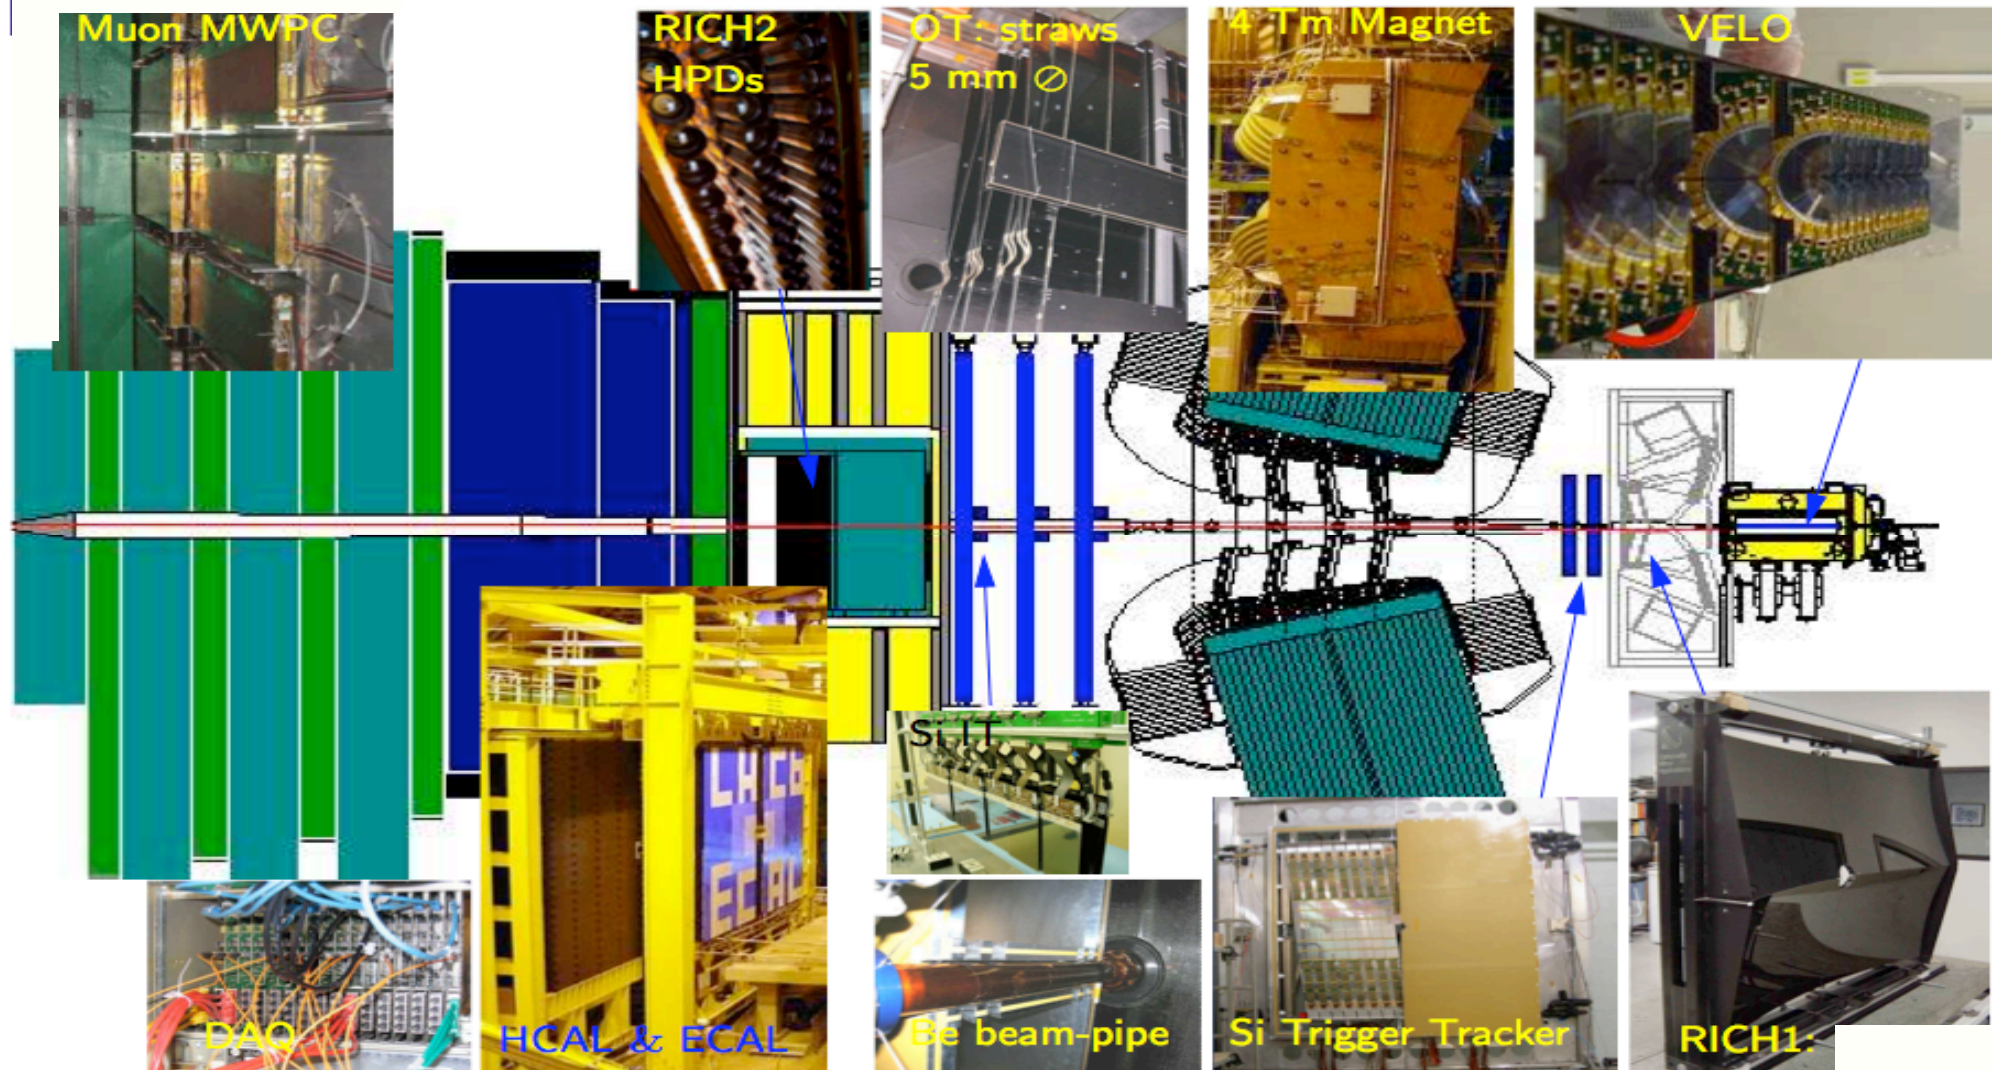 Muon MWPC
RICH2
HPDs
OT: straws
5 mm ∅
4 Tm Magnet
VELO
Si IT
LHCB
ECAL
DAQ
HCAL & ECAL
Be beam-pipe
Si Trigger Tracker
RICH1: